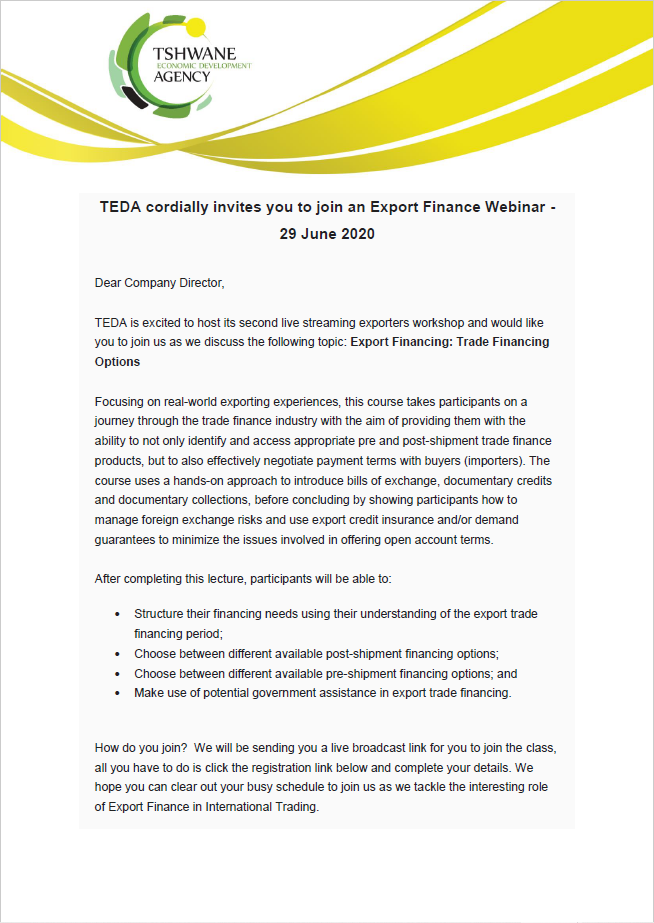 TSHWANE
ECONOMIC DEVELOPMENT
AGENCY
TEDA cordially invites you to join an Export Finance Webinar -
29 June 2020
Dear Company Director,
TEDA is excited to host its second live streaming exporters workshop and would like
you to join us as we discuss the following topic: Export Financing: Trade Financing
Options
Focusing on real-world exporting experiences, this course takes participants on a
journey through the trade finance industry with the aim of providing them with the
ability to not only identify and access appropriate pre and post-shipment trade finance
products, but to also effectively negotiate payment terms with buyers (importers). The
course uses a hands-on approach to introduce bills of exchange, documentary credits
and documentary collections, before concluding by showing participants how to
manage foreign exchange risks and use export credit insurance and/or demand
guarantees to minimize the issues involved in offering open account terms.
After completing this lecture, participants will be able to:
• Structure their financing needs using their understanding of the export trade
financing period;
• Choose between different available post-shipment financing options;
• Choose between different available pre-shipment financing options; and
• Make use of potential government assistance in export trade financing.
How do you join?  We will be sending you a live broadcast link for you to join the class,
all you have to do is click the registration link below and complete your details. We
hope you can clear out your busy schedule to join us as we tackle the interesting role
of Export Finance in International Trading.